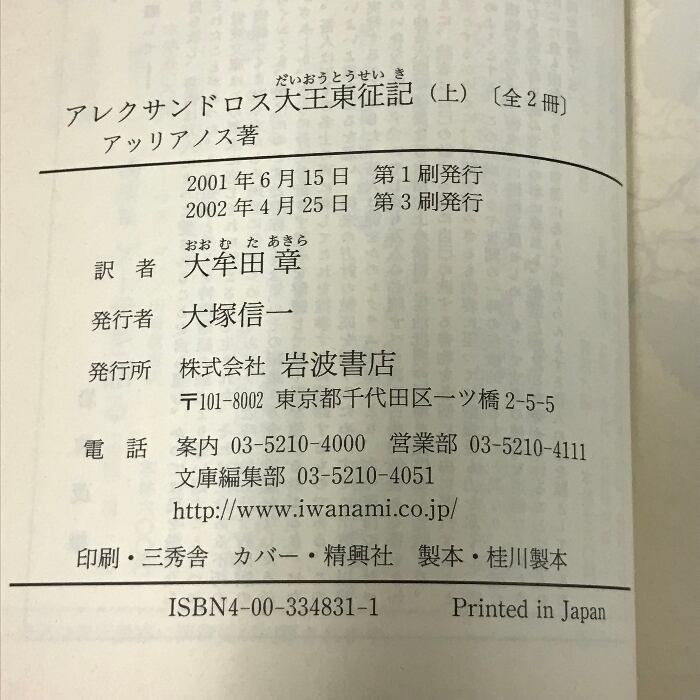 だいおうとうせい き
アレクサンドロス大王東征記（上）〔全2冊〕
アッリアノス著
2001年6月15日 第1刷発行
2002年4月25日 第3刷発行
おお む た あきら
訳者 大牟田 章
発行者 大塚信一
発行所 株式会社 岩波書店
〒101-8002 東京都千代田区一ツ橋2-5-5
電話 案内 03-5210-4000 営業部 03-5210-4111
文庫編集部 03-5210-4051
http://www.iwanami.co.jp/
印刷・三秀舎 カバー・精興社 製本・桂川製本
ISBN4-00-334831-1 Printed in Japan